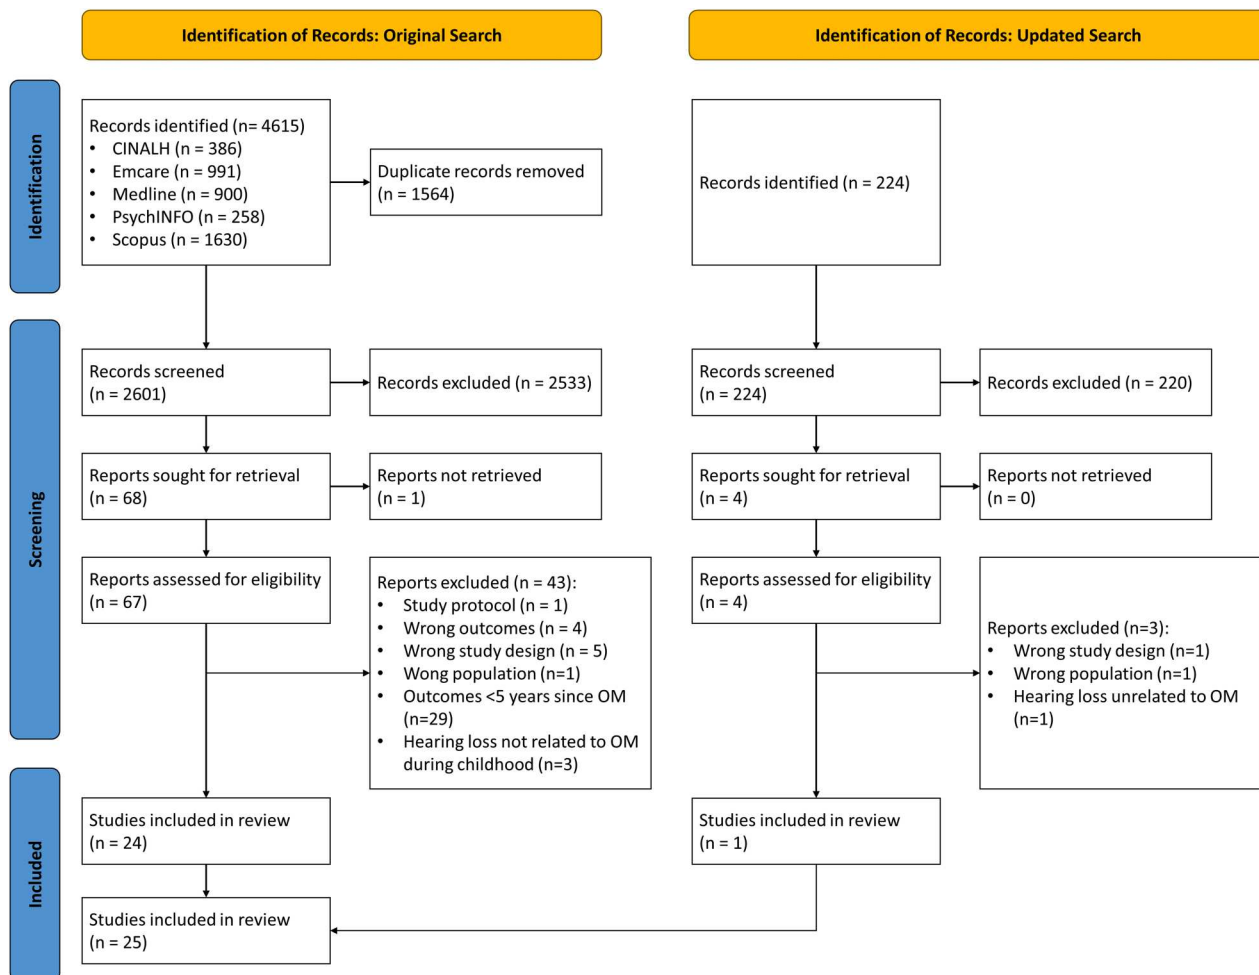 Identification of Records: Original Search
Identification of Records: Updated Search
Identification
Records identified (n= 4615)
• CINALH (n = 386)
• Emcare (n = 991)
• Medline (n = 900)
• PsychINFO (n = 258)
• Scopus (n = 1630)
Duplicate records removed
(n = 1564)
Records identified (n = 224)
Screening
Records screened
(n = 2601)
Records excluded (n = 2533)
Records screened
(n = 224)
Records excluded (n = 220)
Reports sought for retrieval
(n = 68)
Reports not retrieved
(n = 1)
Reports sought for retrieval
(n = 4)
Reports not retrieved
(n = 0)
Reports assessed for eligibility
(n = 67)
Reports excluded (n = 43):
• Study protocol (n = 1)
• Wrong outcomes (n = 4)
• Wrong study design (n = 5)
• Wong population (n=1)
• Outcomes <5 years since OM
(n=29)
• Hearing loss not related to OM
during childhood (n=3)
Reports assessed for eligibility
(n = 4)
Reports excluded (n=3):
• Wrong study design (n=1)
• Wrong population (n=1)
• Hearing loss unrelated to OM
(n=1)
Included
Studies included in review
(n = 24)
Studies included in review
(n = 1)
Studies included in review
(n = 25)